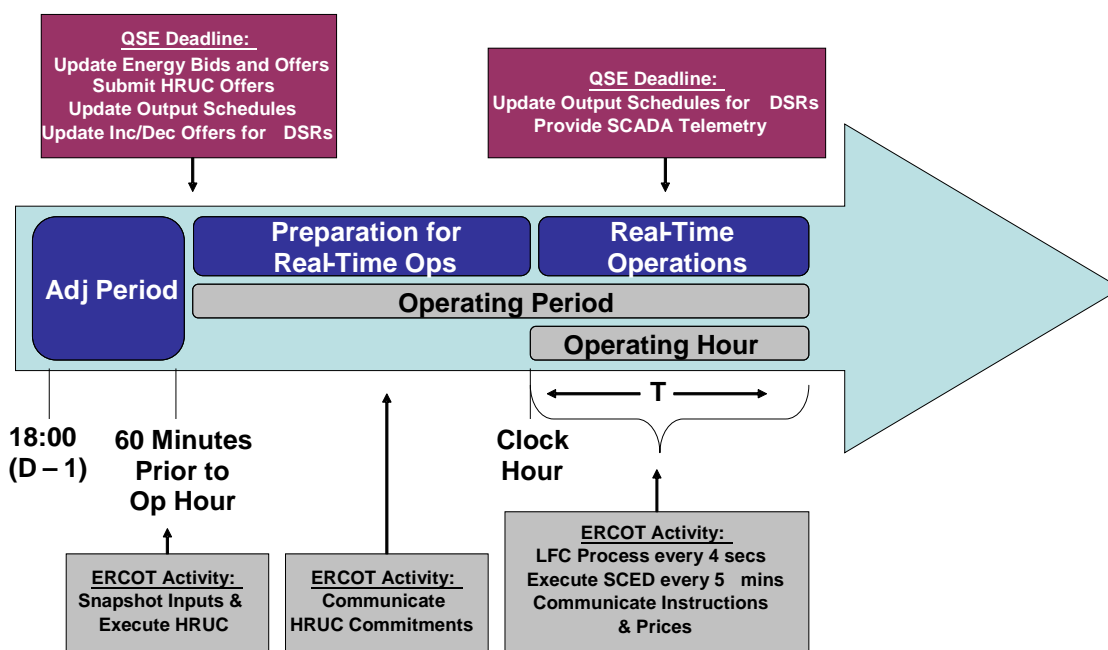 QSE Deadline:
Update Energy Bids and Offers
Submit HRUC Offers
Update Output Schedules
Update Inc/Dec Offers for DSRs
QSE Deadline:
Update Output Schedules for DSRs
Provide SCADA Telemetry
Adj Period
Preparation for
Real-Time Ops
Real-Time
Operations
Operating Period
Operating Hour
T
18:00
(D – 1)
60 Minutes
Prior to
Op Hour
Clock
Hour
ERCOT Activity:
Snapshot Inputs &
Execute HRUC
ERCOT Activity:
Communicate
HRUC Commitments
ERCOT Activity:
LFC Process every 4 secs
Execute SCED every 5 mins
Communicate Instructions
& Prices